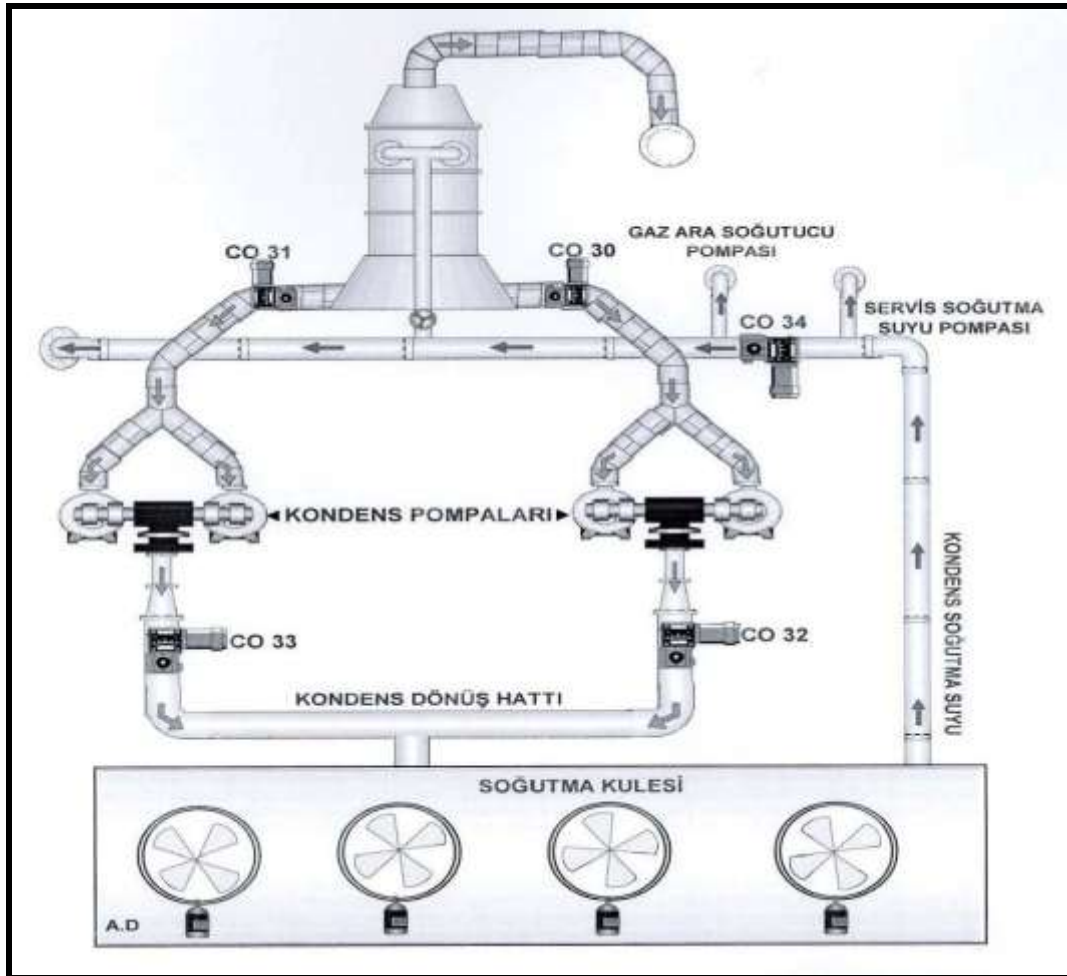 GAZ ARA SOĞUTUCU
POMPASI
CO 31
CO 30
SERVİS SOĞUTMA
SUYU POMPASI
CO 34
KONDENS POMPALARI
KONDENS SOĞUTMA SUYU
CO 33
CO 32
KONDENS DÖNÜŞ HATTI
SOĞUTMA KULESİ
A.D